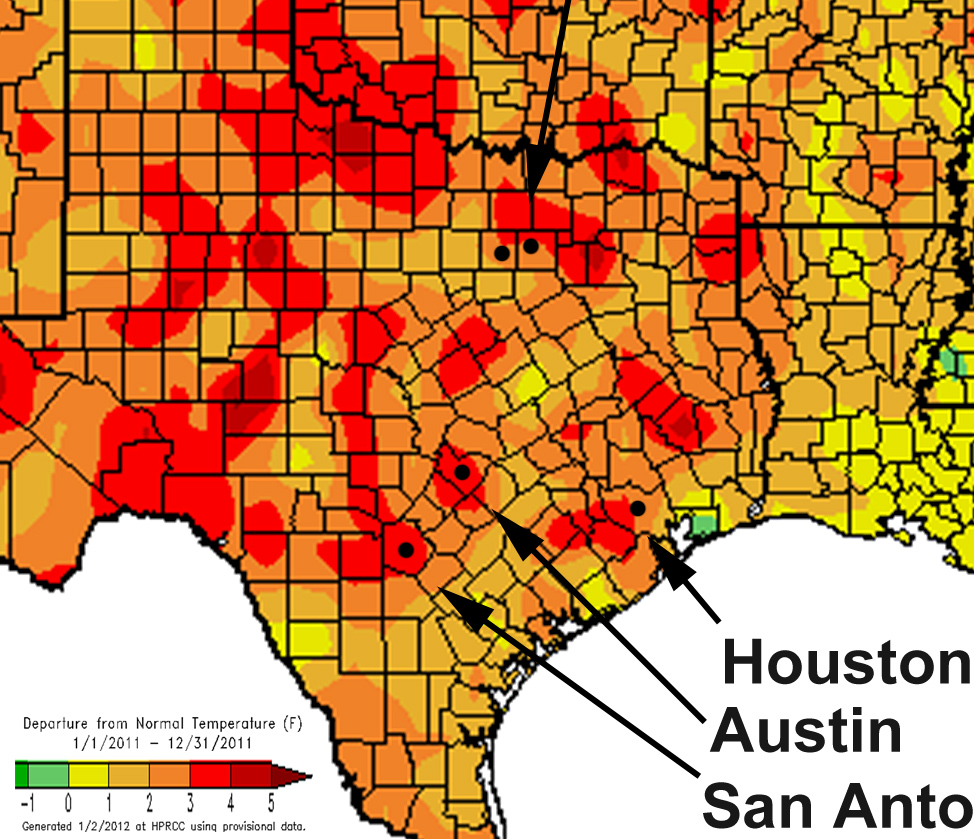 Houston
Austin
San Anto
Departure from Normal Temperature (F)
1/1/2011 – 12/31/2011
-1 0 1 2 3 4 5
Generated 1/2/2012 at HPRCC using provisional data.